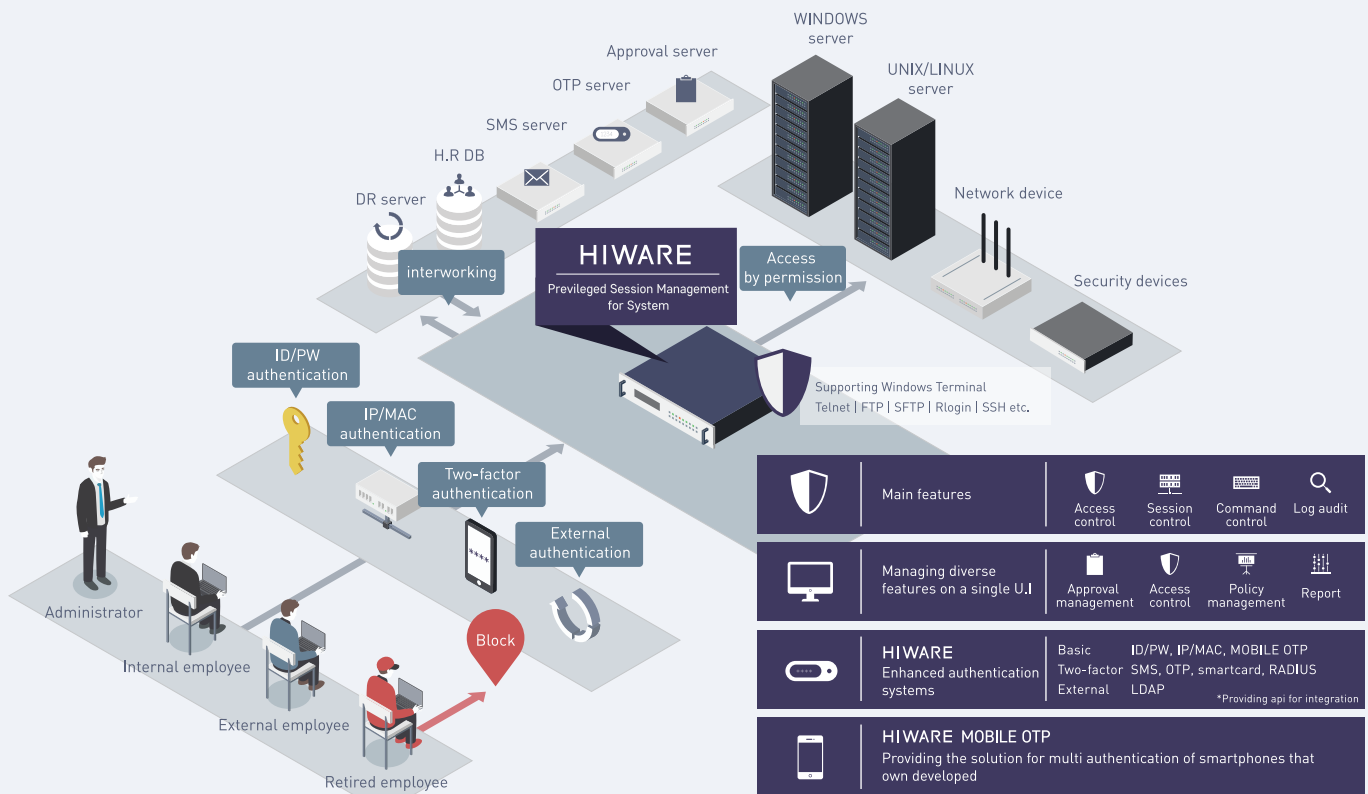 WINDOWS
server
Approval server
UNIX/LINUX
server
OTP server
SMS server
H.R DB
DR server
Network device
Security devices
interworking
HIWARE
Previleged Session Management
for System
Access
by permission
ID/PW
authentication
IP/MAC
authentication
Two-factor
authentication
External
authentication
Supporting Windows Terminal
Telnet | FTP | SFTP | Rlogin | SSH etc.
****
Administrator
Internal employee
External employee
Retired employee
Block
Main features
Access
control
Session
control
Command
control
Log audit
Managing diverse
features on a single U.I
Approval
management
Access
control
Policy
management
Report
HIWARE
Enhanced authentication
systems
Basic ID/PW, IP/MAC, MOBILE OTP
Two-factor SMS, OTP, smartcard, RADIUS
External LDAP
*Providing api for integration
HIWARE MOBILE OTP
Providing the solution for multi authentication of smartphones that
own developed